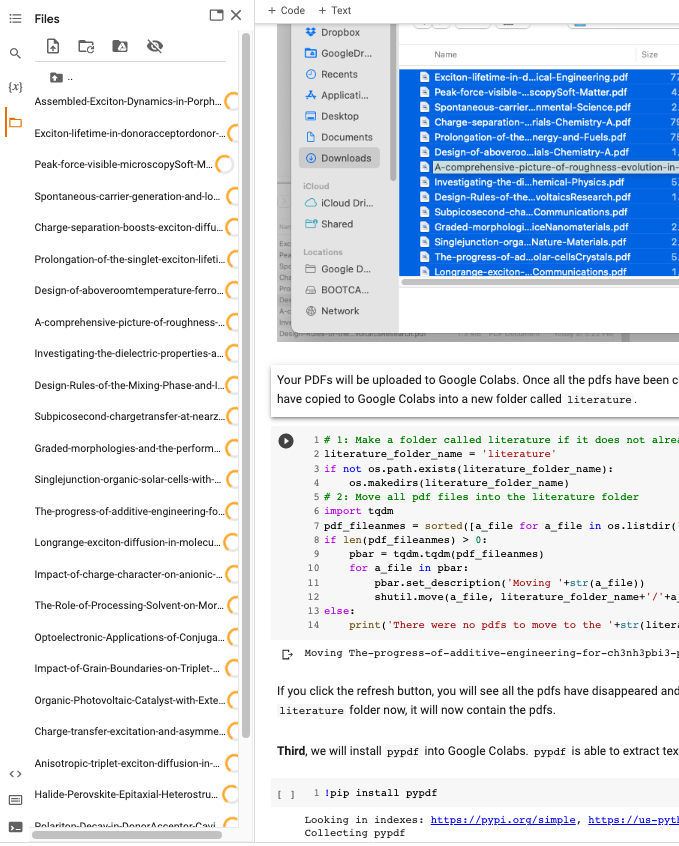 Files
+ Code + Text
..
Assembled-Exciton-Dynamics-in-Porph...
Exciton-lifetime-in-donoracceptordonor-...
Peak-force-visible-microscopySoft-M...
Spontaneous-carrier-generation-and-lo...
Charge-separation-boosts-exciton-diffu...
Prolongation-of-the-singlet-exciton-lifeti...
Design-of-aboveroomtemperature-ferro...
A-comprehensive-picture-of-roughness-...
Investigating-the-dielectric-properties-a...
Design-Rules-of-the-Mixing-Phase-and-I...
Subpicosecond-chargetransfer-at-nearz...
Graded-morphologies-and-the-perform...
Singlejunction-organic-solar-cells-with-...
The-progress-of-additive-engineering-fo...
Longrange-exciton-diffusion-in-molecu...
Impact-of-charge-character-on-anionic-...
The-Role-of-Processing-Solvent-on-Mor...
Optoelectronic-Applications-of-Conjuga...
Impact-of-Grain-Boundaries-on-Triplet-...
Organic-Photovoltaic-Catalyst-with-Exte...
Charge-transfer-excitation-and-asymme...
Anisotropic-triplet-exciton-diffusion-in-...
Halide-Perovskite-Epitaxial-Heterostru...
Polariton-Decay-in-DonorAcceptor-Cavi...
Dropbox
GoogleDr...
Recents
Applicati...
Desktop
Documents
Downloads
iCloud
iCloud Dri...
Shared
Locations
Google D...
BOOTCA...
Network
Name Size
Exciton-lifetime-in-d...ical-Engineering.pdf 77
Peak-force-visible-...scopySoft-Matter.pdf 4.
Spontaneous-carrier...nmental-Science.pdf 2.
Charge-separation-...ials-Chemistry-A.pdf 79
Prolongation-of-the...nergy-and-Fuels.pdf 75
Design-of-aboveroo...ials-Chemistry-A.pdf 1.
A-comprehensive-picture-of-roughness-evolution-in-
Investigating-the-di...hemical-Physics.pdf 5.
Design-Rules-of-the...voltaicsResearch.pdf 1.
Subpicosecond-cha...Communications.pdf
Graded-morphologi...iceNanomaterials.pdf 2.
Singlejunction-orga...Nature-Materials.pdf 2.
The-progress-of-ad...olar-cellsCrystals.pdf 5.
Longrange-exciton-...Communications.pdf 1.
Your PDFs will be uploaded to Google Colabs. Once all the pdfs have been c
have copied to Google Colabs into a new folder called literature.
1 # 1: Make a folder called literature if it does not alrea
2 literature_folder_name = 'literature'
3 if not os.path.exists(literature_folder_name):
4 os.makedirs(literature_folder_name)
5 # 2: Move all pdf files into the literature folder
6 import tqdm
7 pdf_fileanmes = sorted([a_file for a_file in os.listdir('
8 if len(pdf_fileanmes) > 0:
9 pbar = tqdm.tqdm(pdf_fileanmes)
10 for a_file in pbar:
11 pbar.set_description('Moving '+str(a_file))
12 shutil.move(a_file, literature_folder_name+'/'+a_
13 else:
14 print('There were no pdfs to move to the '+str(litera
Moving The-progress-of-additive-engineering-for-ch3nh3pbi3-p
If you click the refresh button, you will see all the pdfs have disappeared and
literature folder now, it will now contain the pdfs.
Third, we will install pypdf into Google Colabs. pypdf is able to extract tex
[ ] 1 !pip install pypdf
Looking in indexes: https://pypi.org/simple, https://us-pyth
Collecting pypdf